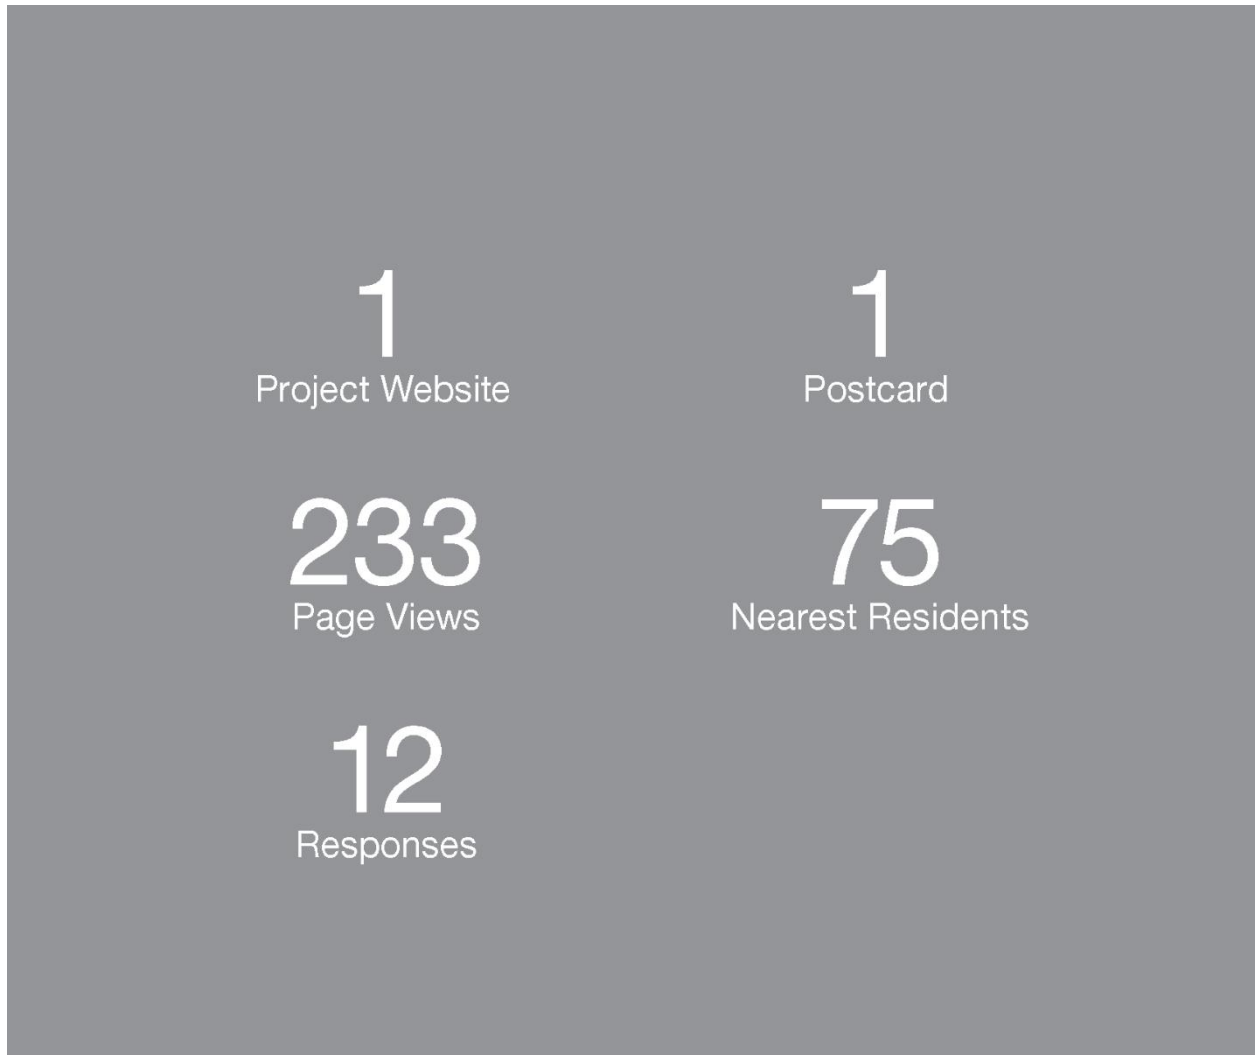 1
Project Website
233
Page Views
12
Responses
1
Postcard
75
Nearest Residents